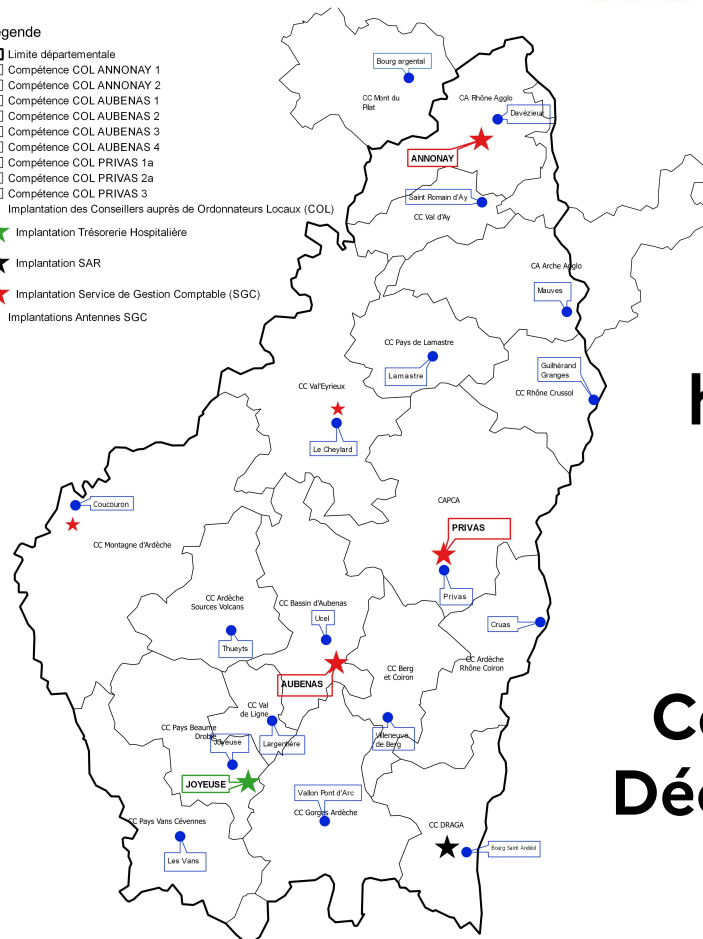 égende
Limite départementale
Compétence COL ANNONAY 1
Compétence COL ANNONAY 2
Compétence COL AUBENAS 1
Compétence COL AUBENAS 2
Compétence COL AUBENAS 3
Compétence COL AUBENAS 4
Compétence COL PRIVAS 1a
Compétence COL PRIVAS 2a
Compétence COL PRIVAS 3
Implantation des Conseillers auprès de Ordonnateurs Locaux (COL)
Implantation Trésorerie Hospitalière
Implantation SAR
Implantation Service de Gestion Comptable (SGC)
Implantations Antennes SGC
Bourg argental
CC Mont du
Pilat
CA Rhône Agglo
Davézieux
ANNONAY
Saint Romain d'Ay
CC Val d'Ay
CA Arche Agglo
Mauves
CC Pays de Lamastre
Lamastre
Guilhérand
Granges
CC Rhône Crussol
CC Val'Eyrieux
Le Cheylard
Coucouron
CC Montagne d'Ardèche
CAPCA
PRIVAS
Privas
Cruas
CC Ardèche
Sources Volcans
Thueyts
CC Bassin d'Aubenas
Ucel
AUBENAS
CC Berg
et Coiron
CC Ardèche
Rhône Coiron
CC Val
de Ligne
Largentière
CC Pays Beaume
Drobie
Joyeuse
JOYEUSE
Villeneuve
de Berg
Vallon Pont d'Arc
CC Gorges Ardèche
CC Pays Vans Cévennes
Les Vans
CC DRAGA
Bourg Saint Andéol
Co
Déc